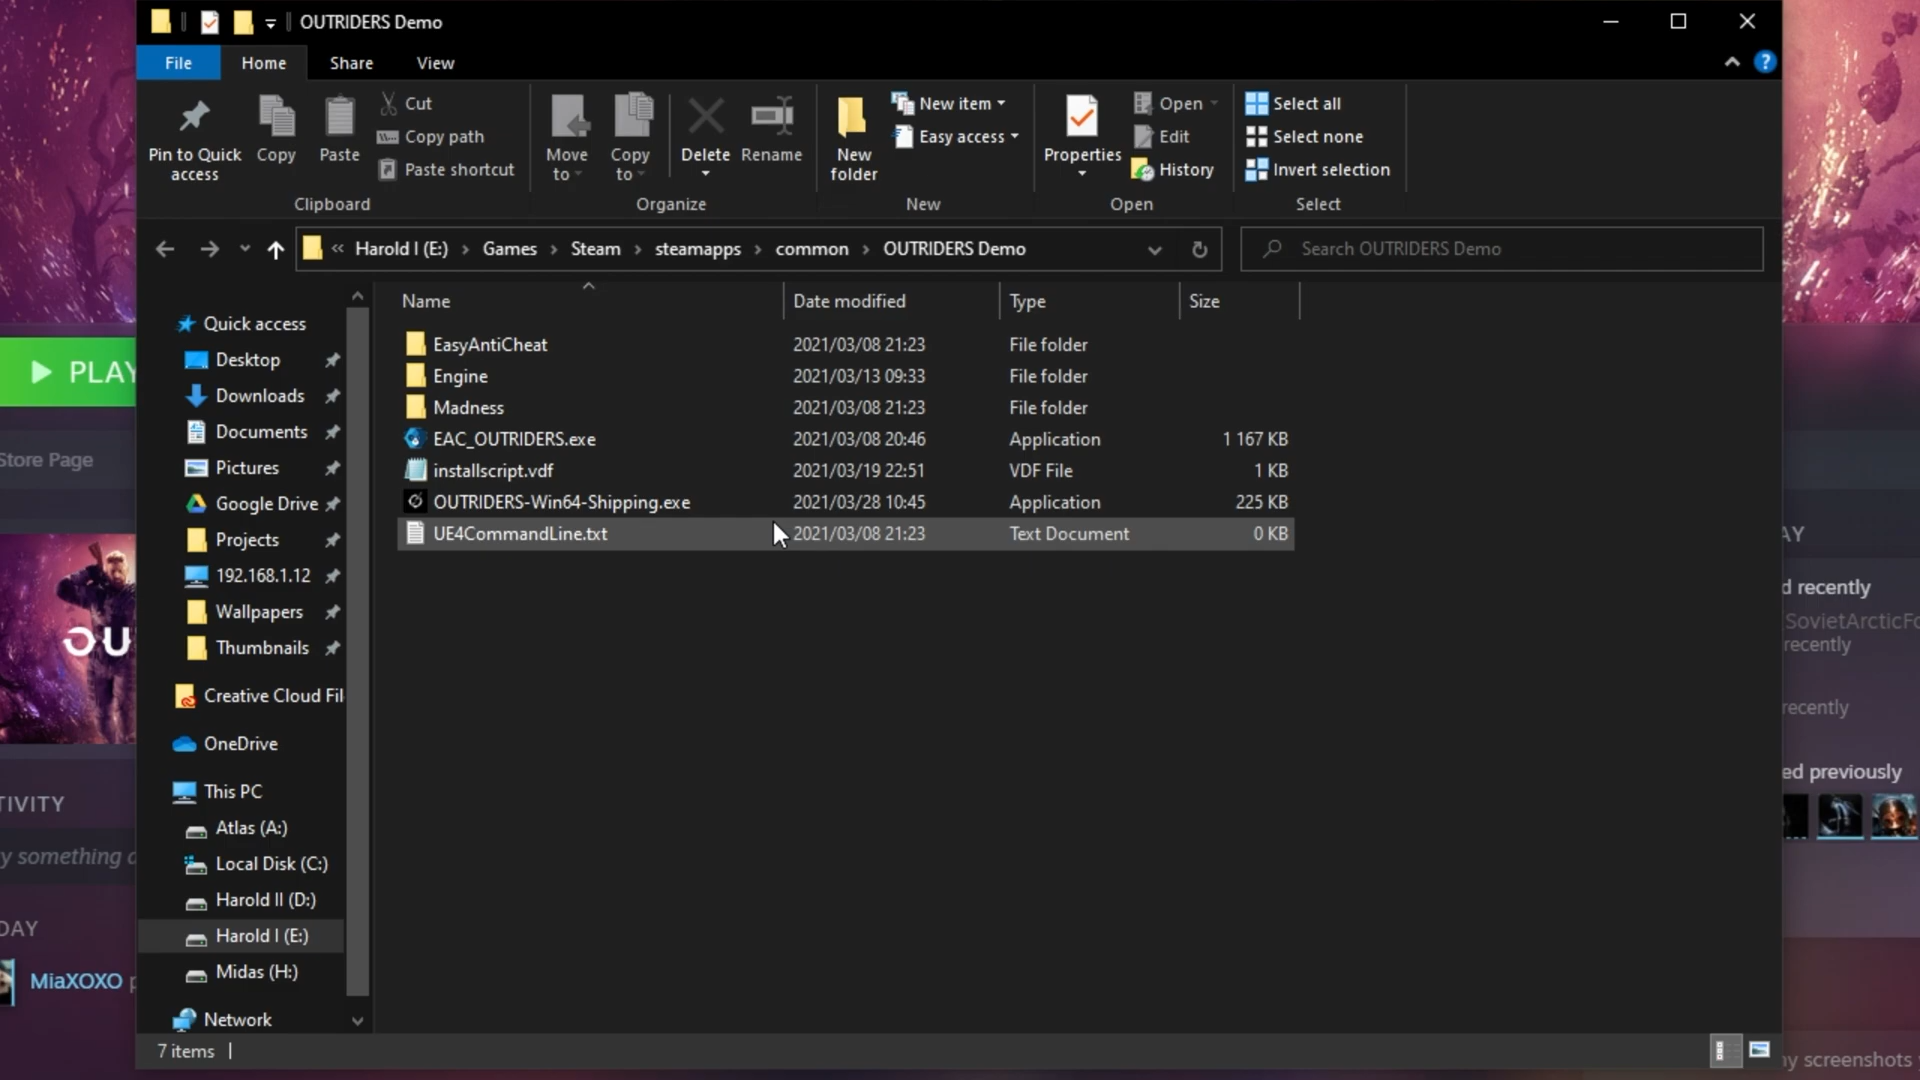 OUTRIDERS Demo
File Home Share View
Pin to Quick access
Copy
Paste
Cut
Copy path
Paste shortcut
Clipboard
Move to
Copy to
Delete
Rename
Organize
New folder
New item
Easy access
New
Properties
Open
Edit
History
Open
Select all
Select none
Invert selection
Select
« Harold I (E:) › Games › Steam › steamapps › common › OUTRIDERS Demo
Search OUTRIDERS Demo
Name Date modified Type Size
EasyAntiCheat 2021/03/08 21:23 File folder
Engine 2021/03/13 09:33 File folder
Madness 2021/03/08 21:23 File folder
EAC_OUTRIDERS.exe 2021/03/08 20:46 Application 1 167 KB
installscript.vdf 2021/03/19 22:51 VDF File 1 KB
OUTRIDERS-Win64-Shipping.exe 2021/03/28 10:45 Application 225 KB
UE4CommandLine.txt 2021/03/08 21:23 Text Document 0 KB
Quick access
Desktop
Downloads
Documents
Pictures
Google Drive
Projects
192.168.1.12
Wallpapers
Thumbnails
Creative Cloud Fil
OneDrive
This PC
Atlas (A:)
Local Disk (C:)
Harold II (D:)
Harold I (E:)
Midas (H:)
Network
7 items
PLAY
Store Page
OU
TIVITY
y something
DAY
MiaXOXO p
AY
d recently
SovietArcticFo
recently
recently
ed previously
y screenshots